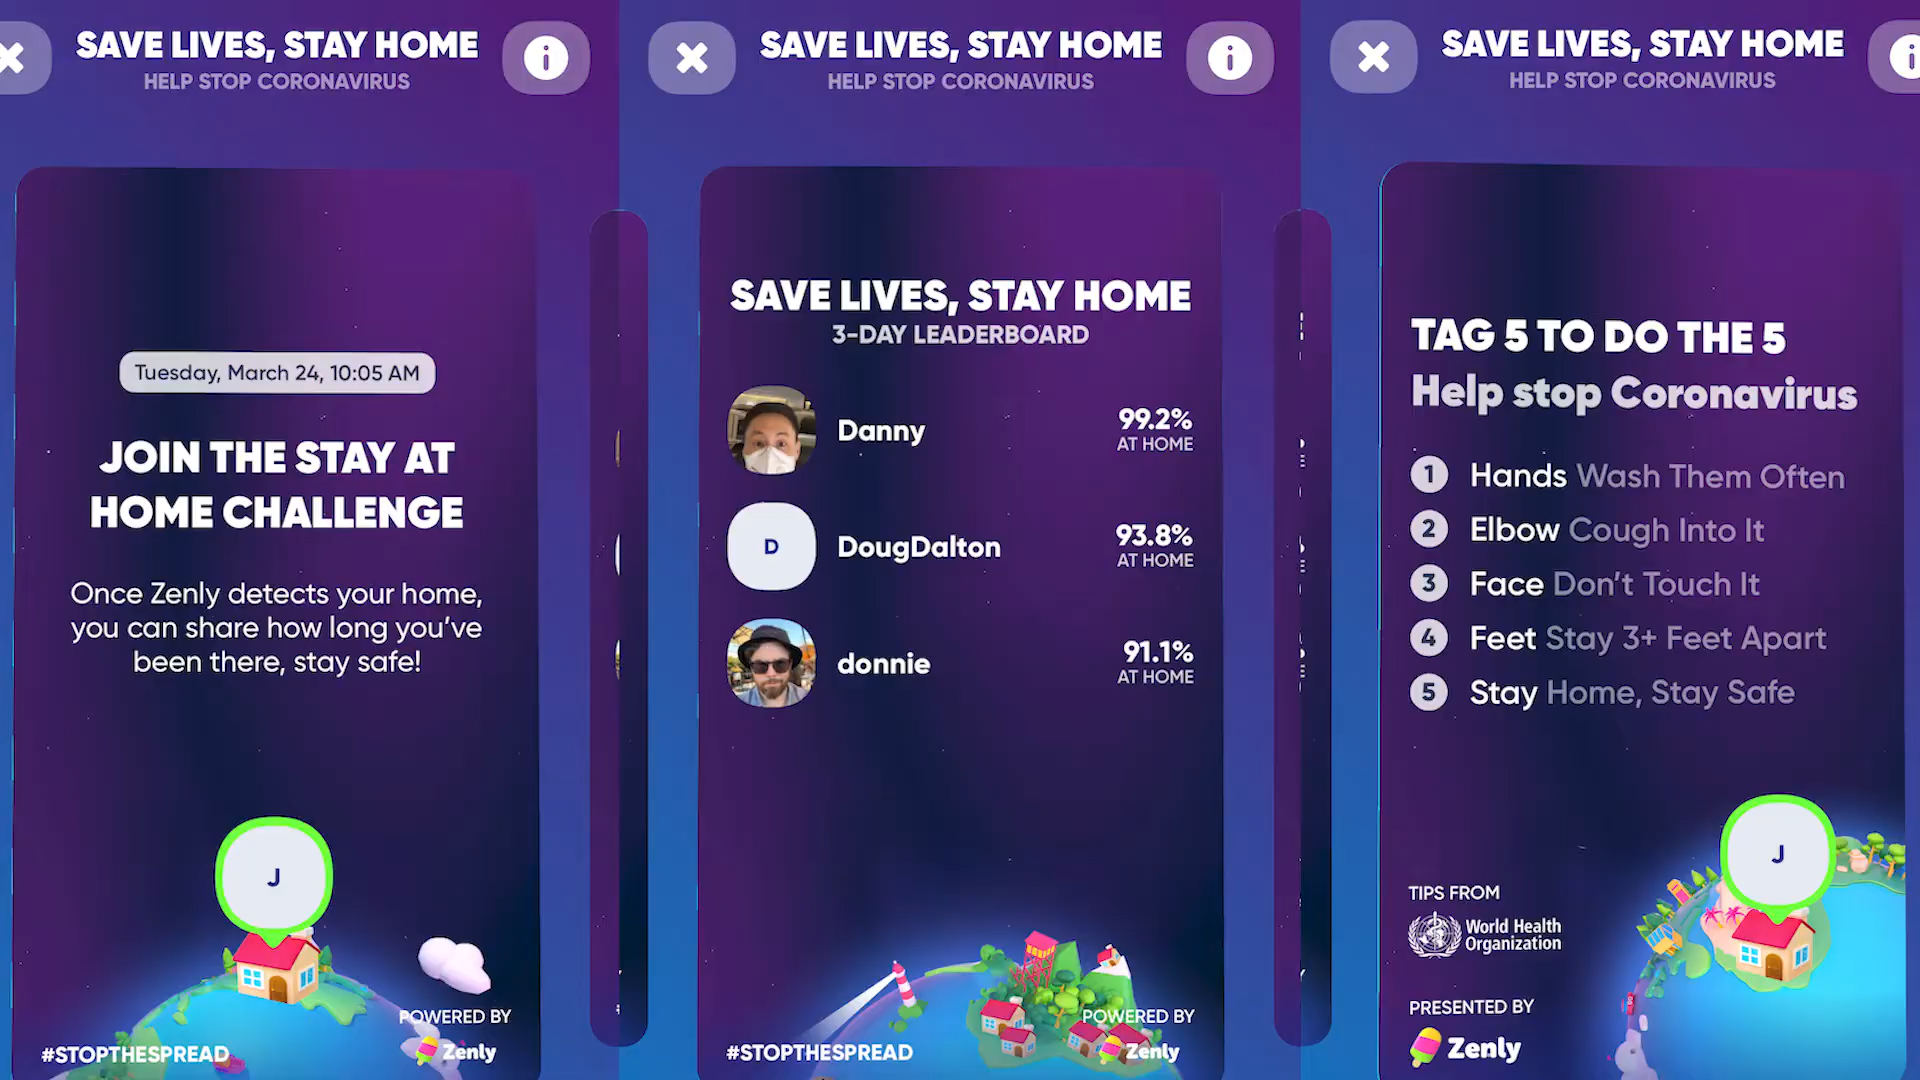 SAVE LIVES, STAY HOME
HELP STOP CORONAVIRUS
Tuesday, March 24, 10:05 AM
JOIN THE STAY AT
HOME CHALLENGE
Once Zenly detects your home,
you can share how long you've
been there, stay safe!
J
POWERED BY
#STOPTHESPREAD
Zenly
SAVE LIVES, STAY HOME
HELP STOP CORONAVIRUS
SAVE LIVES, STAY HOME
3-DAY LEADERBOARD
Danny
99.2%
AT HOME
D
DougDalton
93.8%
AT HOME
donnie
91.1%
AT HOME
POWERED BY
#STOPTHESPREAD
Zenly
SAVE LIVES, STAY HOME
HELP STOP CORONAVIRUS
TAG 5 TO DO THE 5
Help stop Coronavirus
1 Hands Wash Them Often
2 Elbow Cough Into It
3 Face Don't Touch It
4 Feet Stay 3+ Feet Apart
5 Stay Home, Stay Safe
J
TIPS FROM
World Health
Organization
PRESENTED BY
Zenly